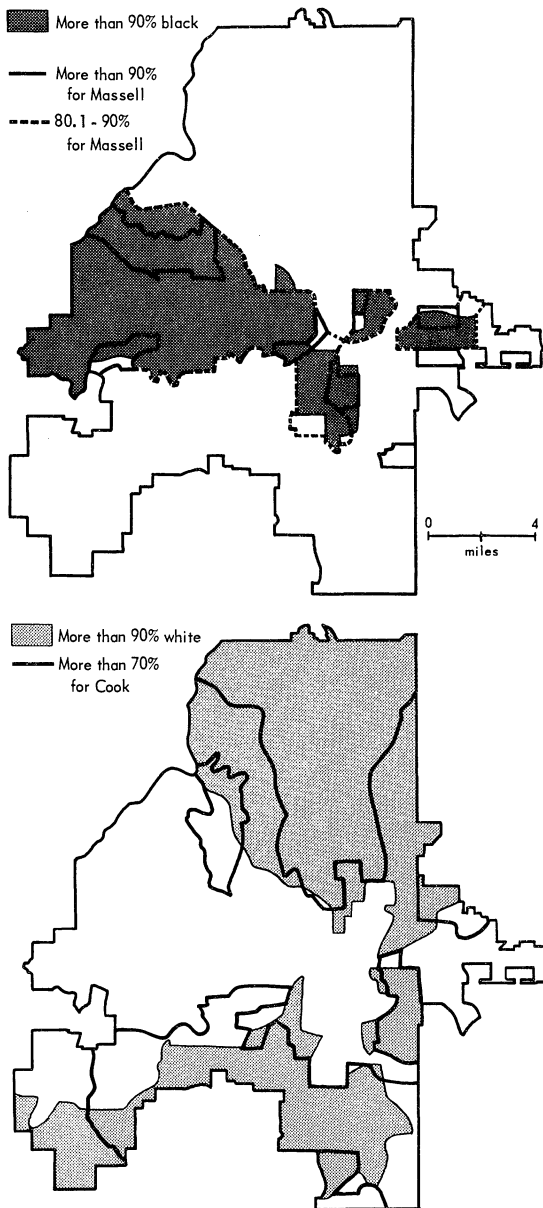 More than 90% black
More than 90%
for Massell
80.1 - 90%
for Massell
0 4
miles
More than 90% white
More than 70%
for Cook